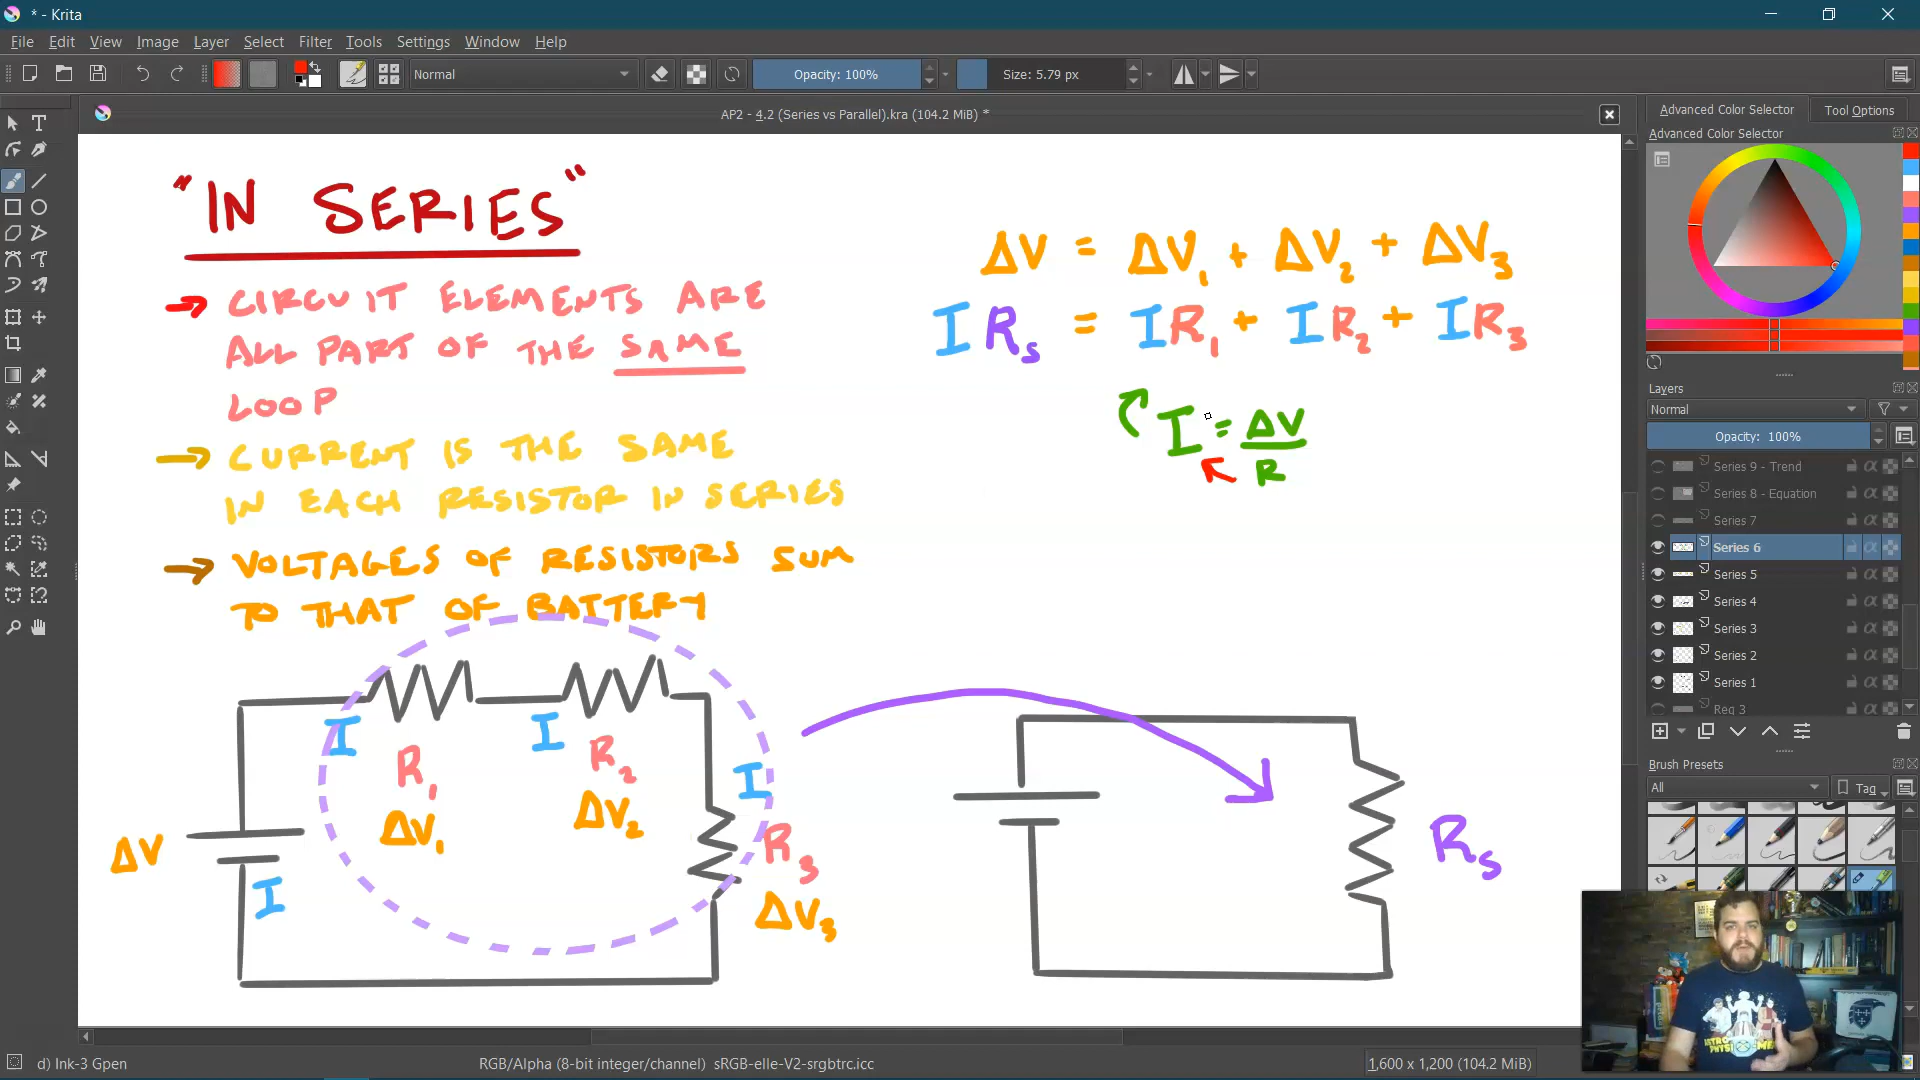 * - Krita
File Edit View Image Layer Select Filter Tools Settings Window Help
Normal
Opacity: 100%
Size: 5.79 px
AP2 - 4.2 (Series vs Parallel).kra (104.2 MiB) *
Advanced Color Selector
Tool Options
Advanced Color Selector
"IN SERIES"
→ CIRCUIT ELEMENTS ARE
ALL PART OF THE SAME
LOOP
→ CURRENT IS THE SAME
IN EACH RESISTOR IN SERIES
→ VOLTAGES OF RESISTORS SUM
TO THAT OF BATTERY
ΔV = ΔV₁ + ΔV₂ + ΔV₃
I Rₛ = IR₁ + IR₂ + IR₃
I = ΔV
R
I
R₁
ΔV₁
I
R₂
ΔV₂
I
R₃
ΔV₃
ΔV
I
Rₛ
Layers
Normal
Opacity: 100%
Series 9 - Trend
Series 8 - Equation
Series 7
Series 6
Series 5
Series 4
Series 3
Series 2
Series 1
Req 3
Brush Presets
All
Tag
d) Ink-3 Gpen
RGB/Alpha (8-bit integer/channel) sRGB-elle-V2-srgbtrc.icc
1,600 x 1,200 (104.2 MiB)